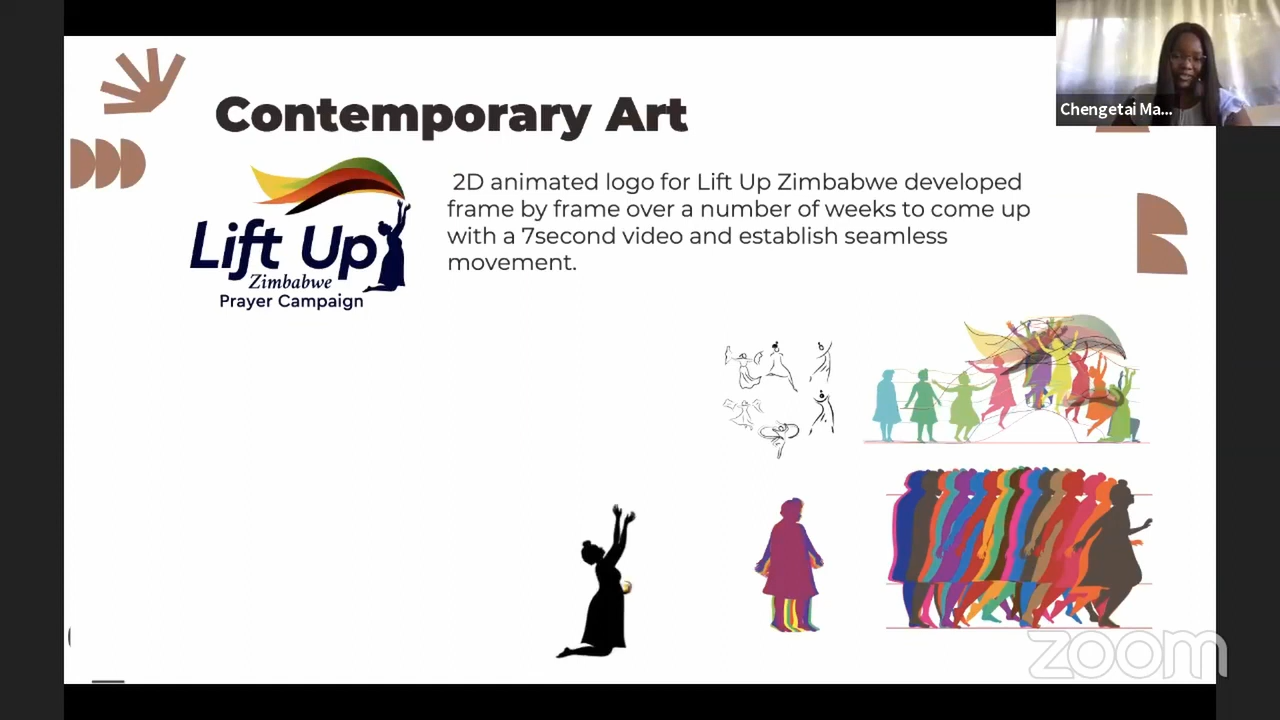 Contemporary Art
Chengetai Ma...
Lift Up
Zimbabwe
Prayer Campaign
2D animated logo for Lift Up Zimbabwe developed
frame by frame over a number of weeks to come up
with a 7second video and establish seamless
movement.
zoom